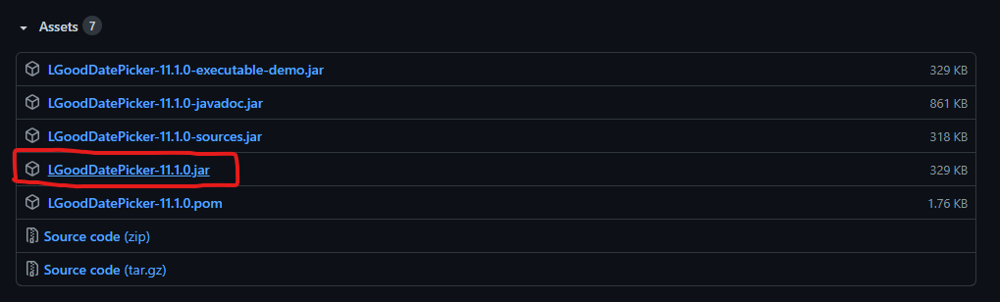 Assets 7
LGoodDatePicker-11.1.0-executable-demo.jar 329 KB
LGoodDatePicker-11.1.0-javadoc.jar 861 KB
LGoodDatePicker-11.1.0-sources.jar 318 KB
LGoodDatePicker-11.1.0.jar 329 KB
LGoodDatePicker-11.1.0.pom 1.76 KB
Source code (zip)
Source code (tar.gz)